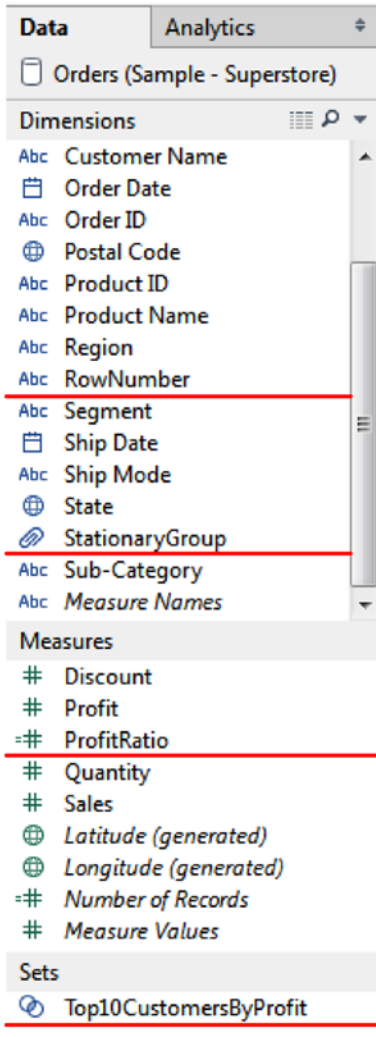 Data Analytics
Orders (Sample - Superstore)
Dimensions
Abc Customer Name
Order Date
Abc Order ID
Postal Code
Abc Product ID
Abc Product Name
Abc Region
Abc RowNumber
Abc Segment
Ship Date
Abc Ship Mode
State
StationaryGroup
Abc Sub-Category
Abc Measure Names
Measures
# Discount
# Profit
=# ProfitRatio
# Quantity
# Sales
Latitude (generated)
Longitude (generated)
=# Number of Records
# Measure Values
Sets
Top10CustomersByProfit